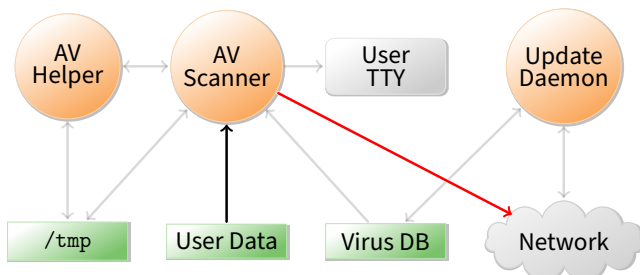 AV
Helper
AV
Scanner
User
TTY
Update
Daemon
/tmp
User Data
Virus DB
Network